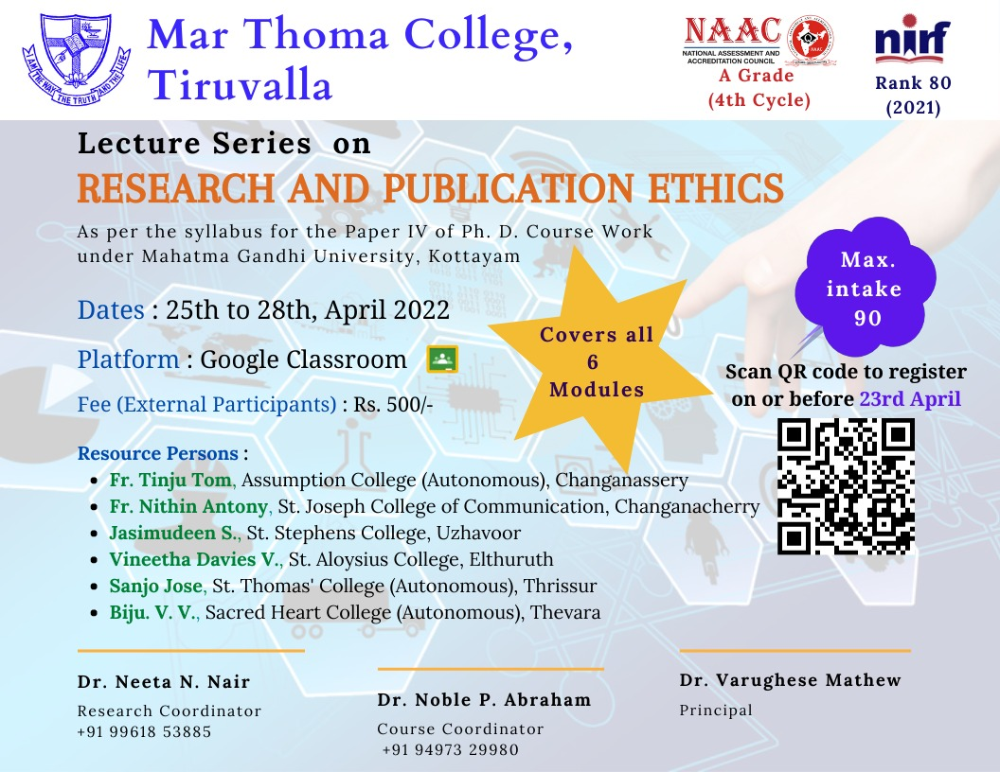 Mar Thoma College,
Tiruvalla
I AM THE WAY THE TRUTH AND THE LIFE
NAAC
NATIONAL ASSESSMENT AND
ACCREDITATION COUNCIL
A Grade
(4th Cycle)
nirf
Rank 80
(2021)
Lecture Series on
RESEARCH AND PUBLICATION ETHICS
As per the syllabus for the Paper IV of Ph. D. Course Work
under Mahatma Gandhi University, Kottayam
Max.
intake
90
Dates : 25th to 28th, April 2022
Platform : Google Classroom
Fee (External Participants) : Rs. 500/-
Covers all
6
Modules
Scan QR code to register
on or before 23rd April
Resource Persons :
• Fr. Tinju Tom, Assumption College (Autonomous), Changanassery
• Fr. Nithin Antony, St. Joseph College of Communication, Changanacherry
• Jasimudeen S., St. Stephens College, Uzhavoor
• Vineetha Davies V., St. Aloysius College, Elthuruth
• Sanjo Jose, St. Thomas' College (Autonomous), Thrissur
• Biju. V. V., Sacred Heart College (Autonomous), Thevara
Dr. Neeta N. Nair
Research Coordinator
+91 99618 53885
Dr. Noble P. Abraham
Course Coordinator
+91 94973 29980
Dr. Varughese Mathew
Principal